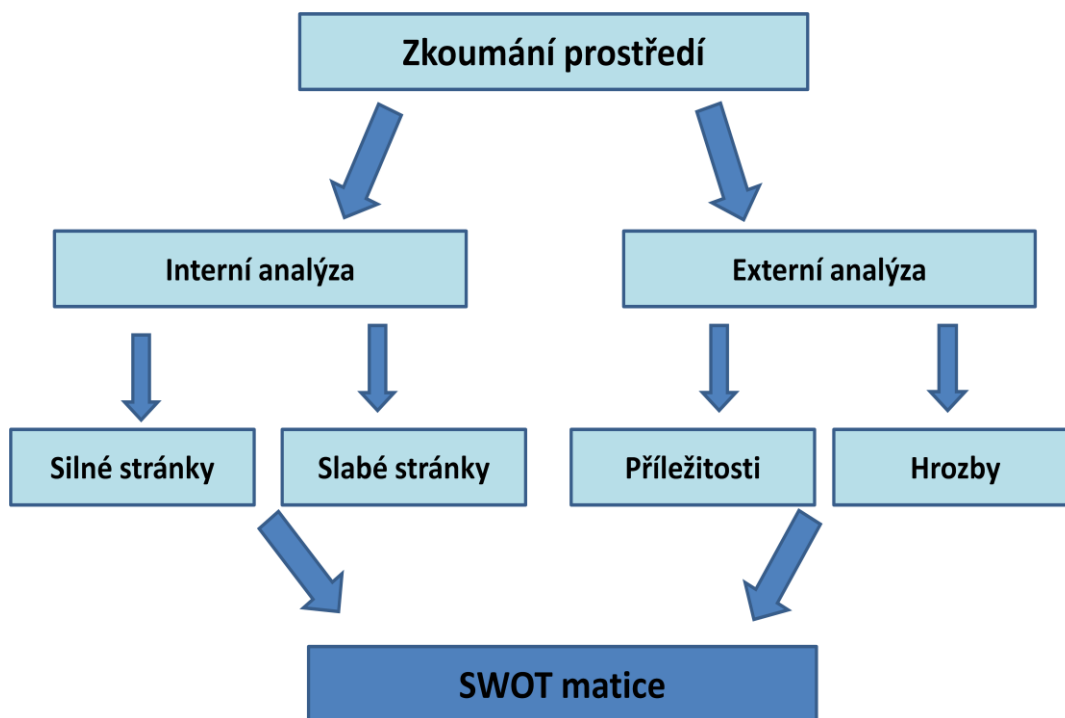 Zkoumání prostředí
Interní analýza
Externí analýza
Silné stránky
Slabé stránky
Příležitosti
Hrozby
SWOT matice